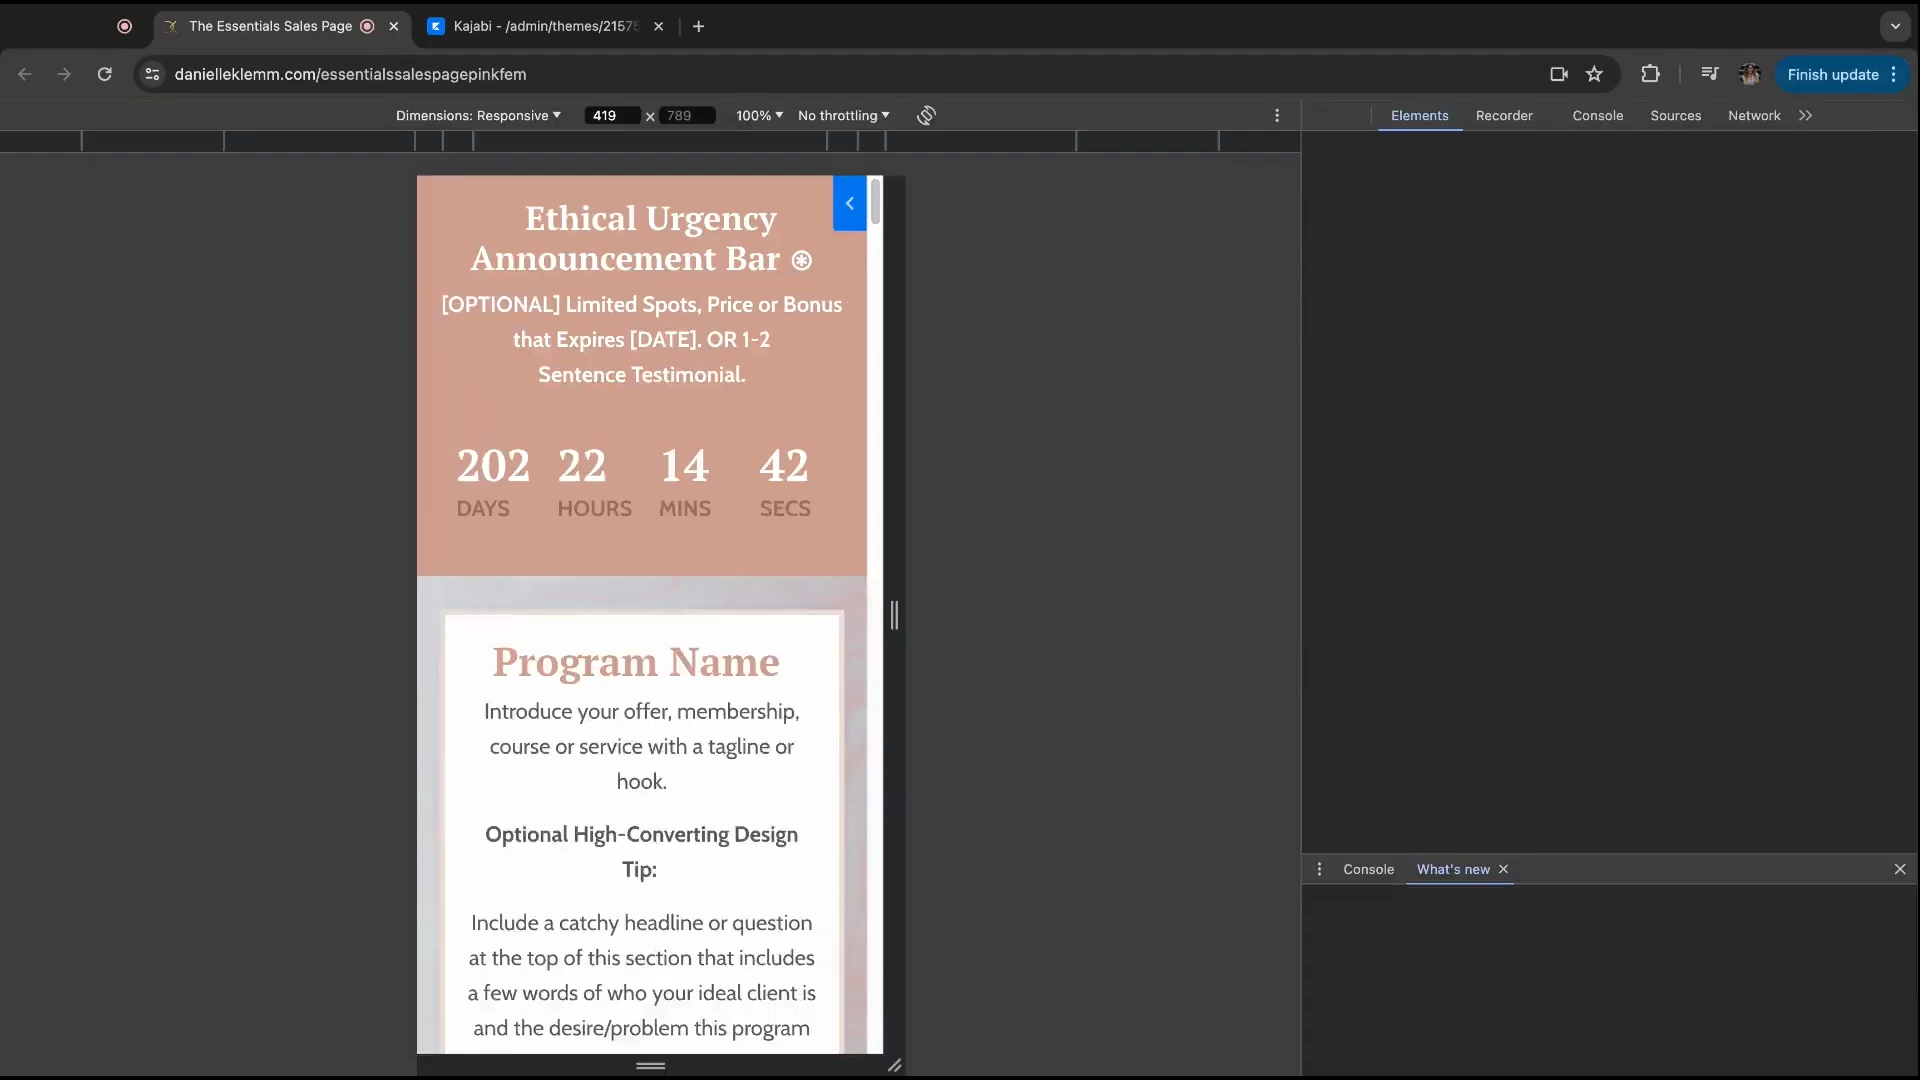 The Essentials Sales Page
Kajabi - /admin/themes/21575
danielleklemm.com/essentialssalespagepinkfem
Finish update
Dimensions: Responsive
419 x 789
100%
No throttling
Elements
Recorder
Console
Sources
Network
Ethical Urgency
Announcement Bar ⊛
[OPTIONAL] Limited Spots, Price or Bonus
that Expires [DATE]. OR 1-2
Sentence Testimonial.
202 22 14 42
DAYS HOURS MINS SECS
Program Name
Introduce your offer, membership,
course or service with a tagline or
hook.
Optional High-Converting Design
Tip:
Include a catchy headline or question
at the top of this section that includes
a few words of who your ideal client is
and the desire/problem this program
Console
What's new